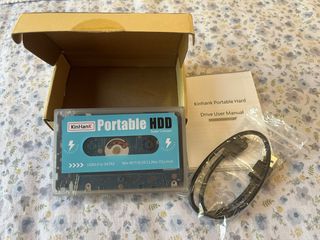 KinHank
Portable HDD
Kinhank Portable Hard
Drive User Manual